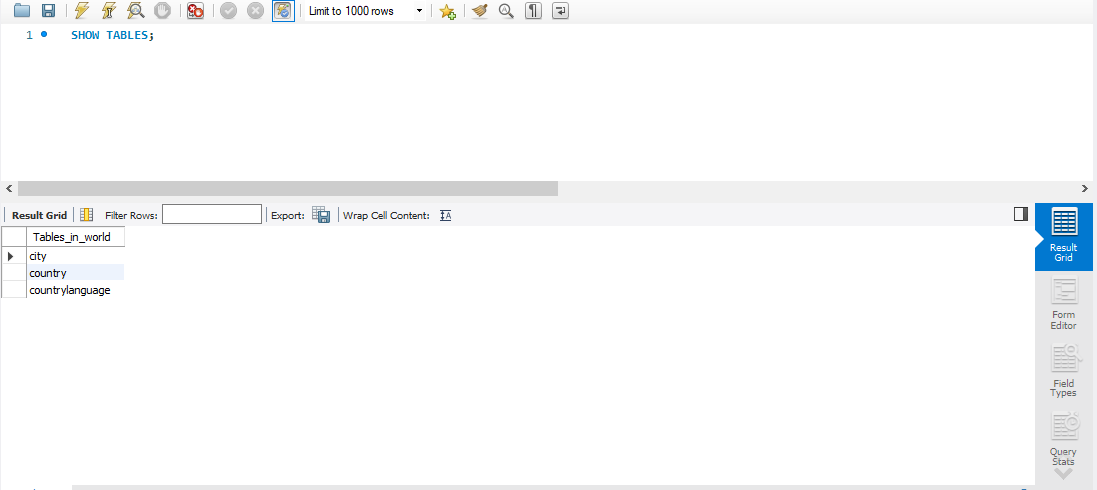 Limit to 1000 rows
1 SHOW TABLES;
Result Grid Filter Rows: Export: Wrap Cell Content:
Tables_in_world
city
country
countrylanguage
Result
Grid
Form
Editor
Field
Types
Query
Stats